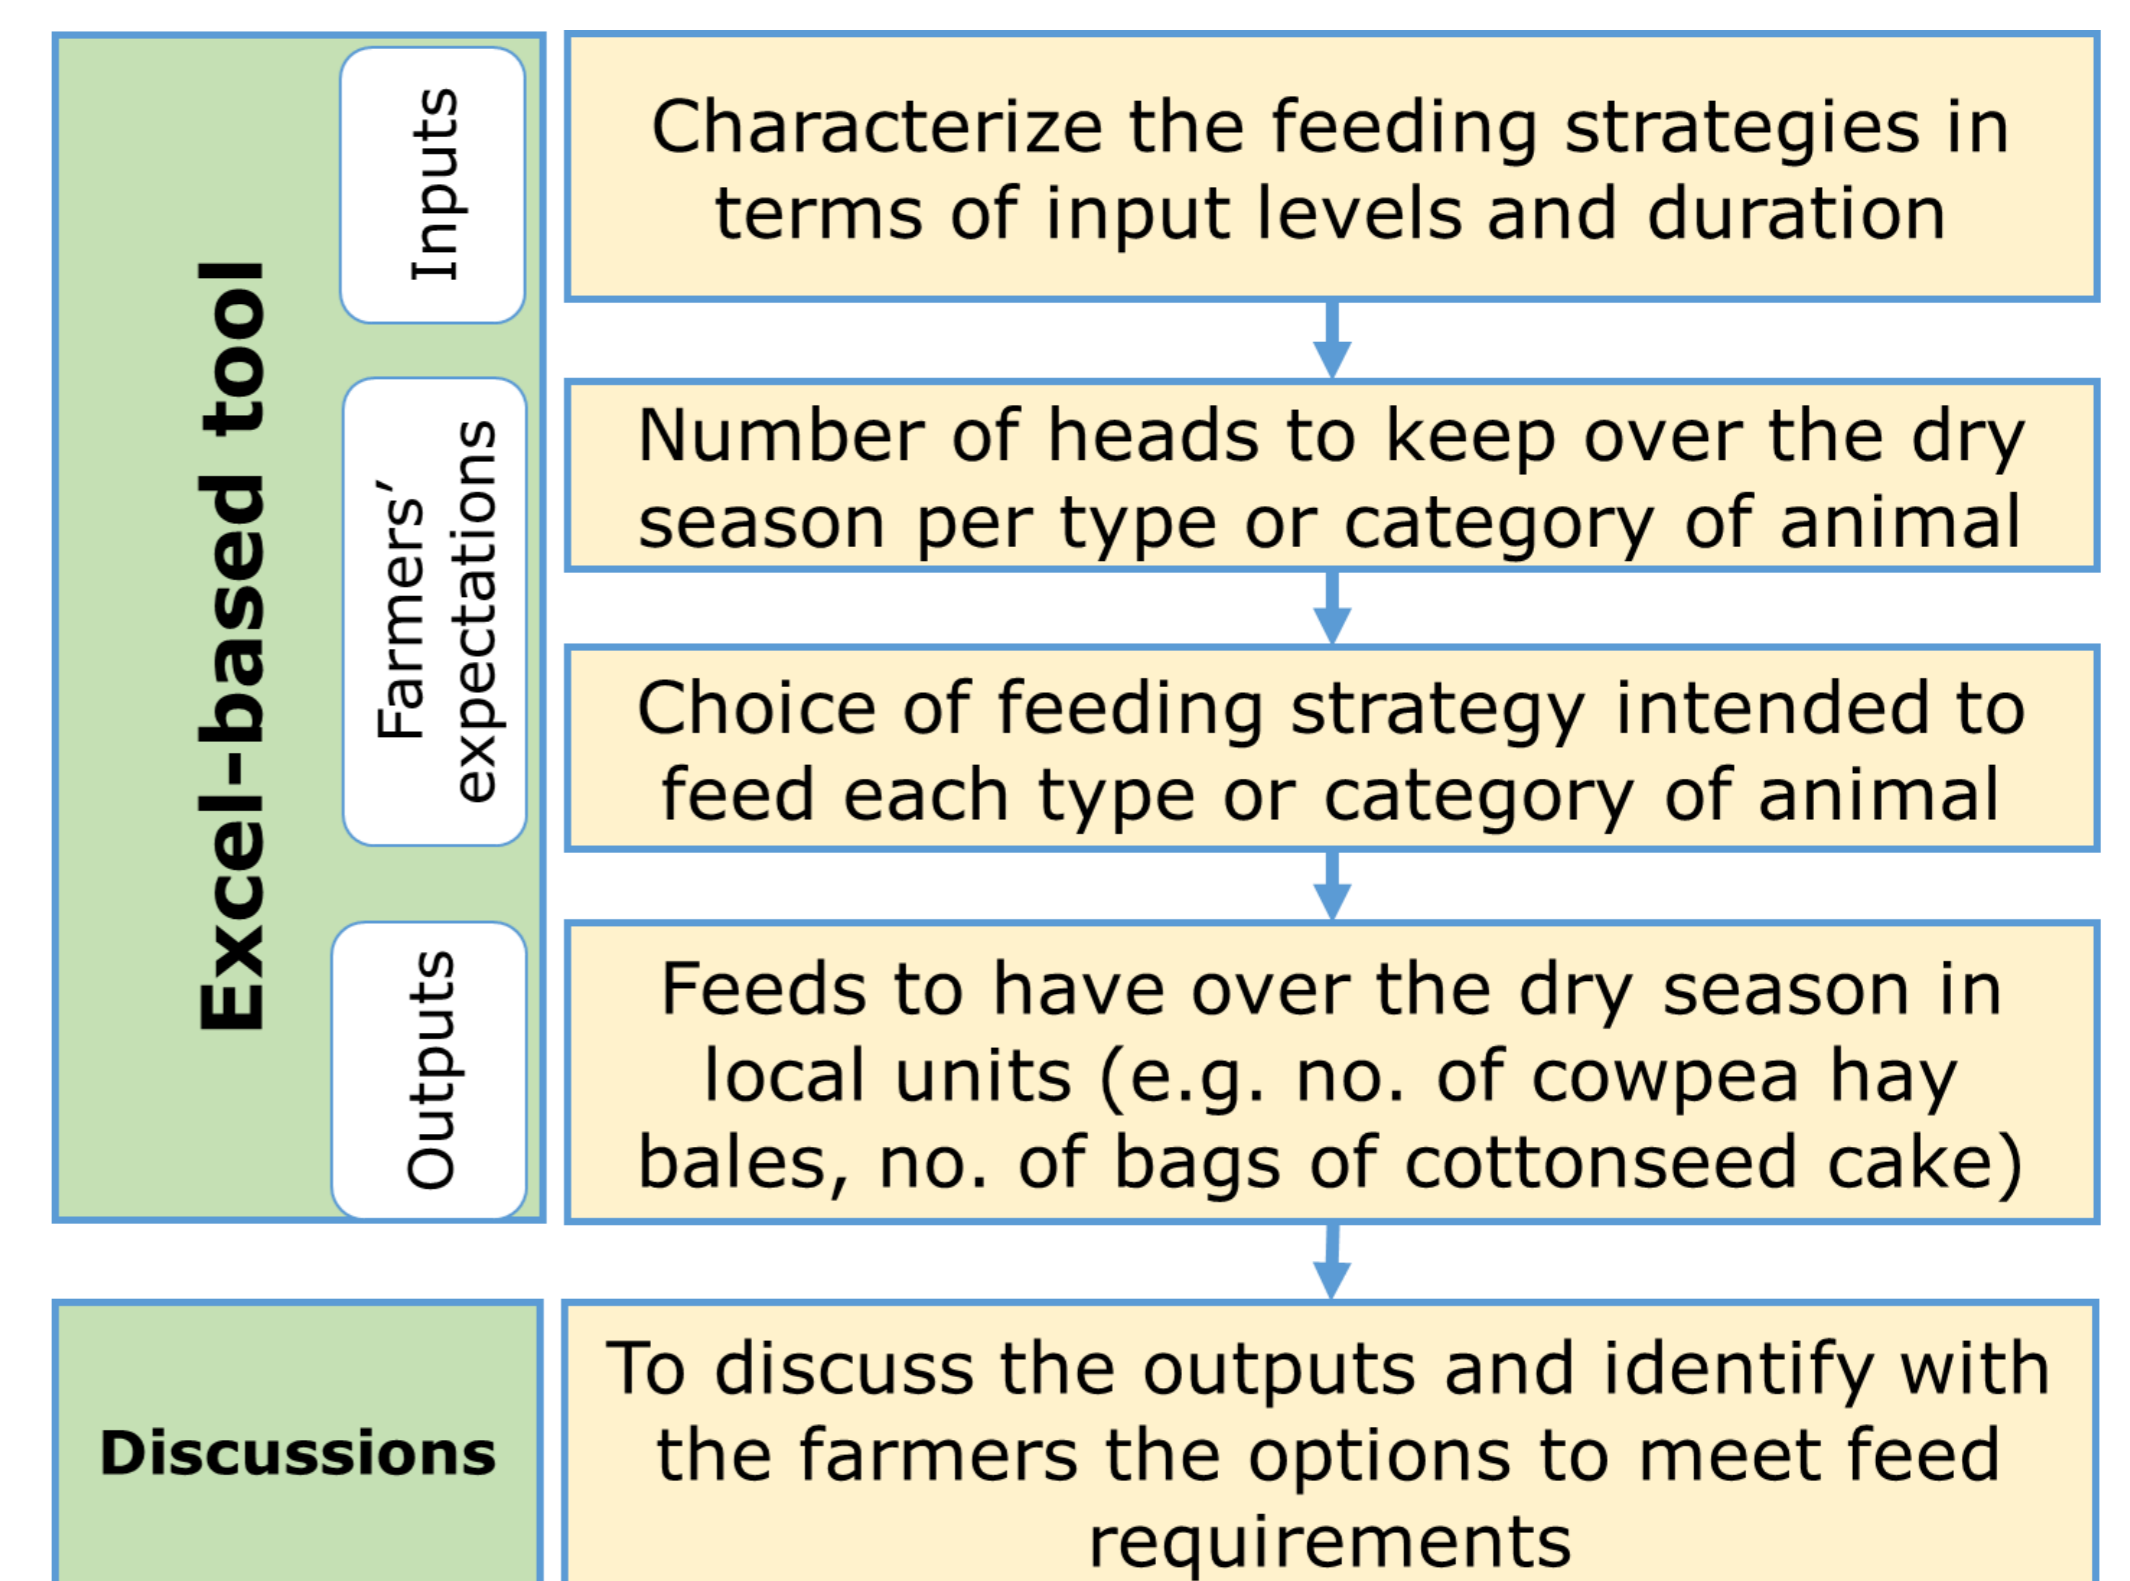 Excel-based tool
Inputs
Characterize the feeding strategies in
terms of input levels and duration
Farmers’
expectations
Number of heads to keep over the dry
season per type or category of animal
Choice of feeding strategy intended to
feed each type or category of animal
Outputs
Feeds to have over the dry season in
local units (e.g. no. of cowpea hay
bales, no. of bags of cottonseed cake)
Discussions
To discuss the outputs and identify with
the farmers the options to meet feed
requirements